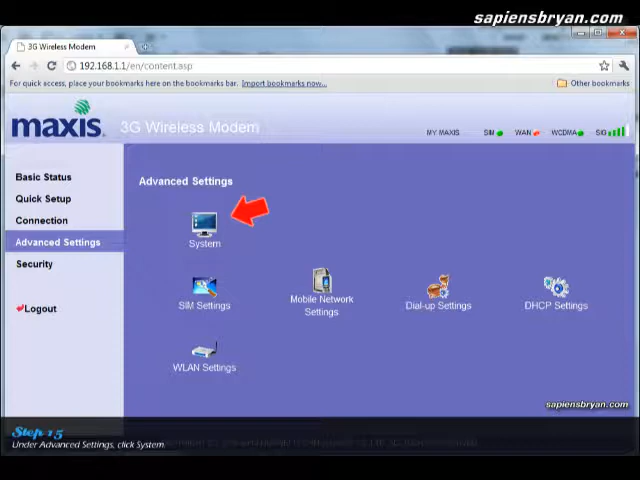 sapiensbryan.com
3G Wireless Modem
192.168.1.1/en/content.asp
For quick access, place your bookmarks here on the bookmarks bar. Import bookmarks now... Other bookmarks
maxis 3G Wireless Modem
MY MAXIS SIM WAN WCDMA SIG
Basic Status
Quick Setup
Connection
Advanced Settings
Security
Logout
Advanced Settings
System
SIM Settings
Mobile Network
Settings
Dial-up Settings
DHCP Settings
WLAN Settings
sapiensbryan.com
Step 15
Under Advanced Settings, click System.